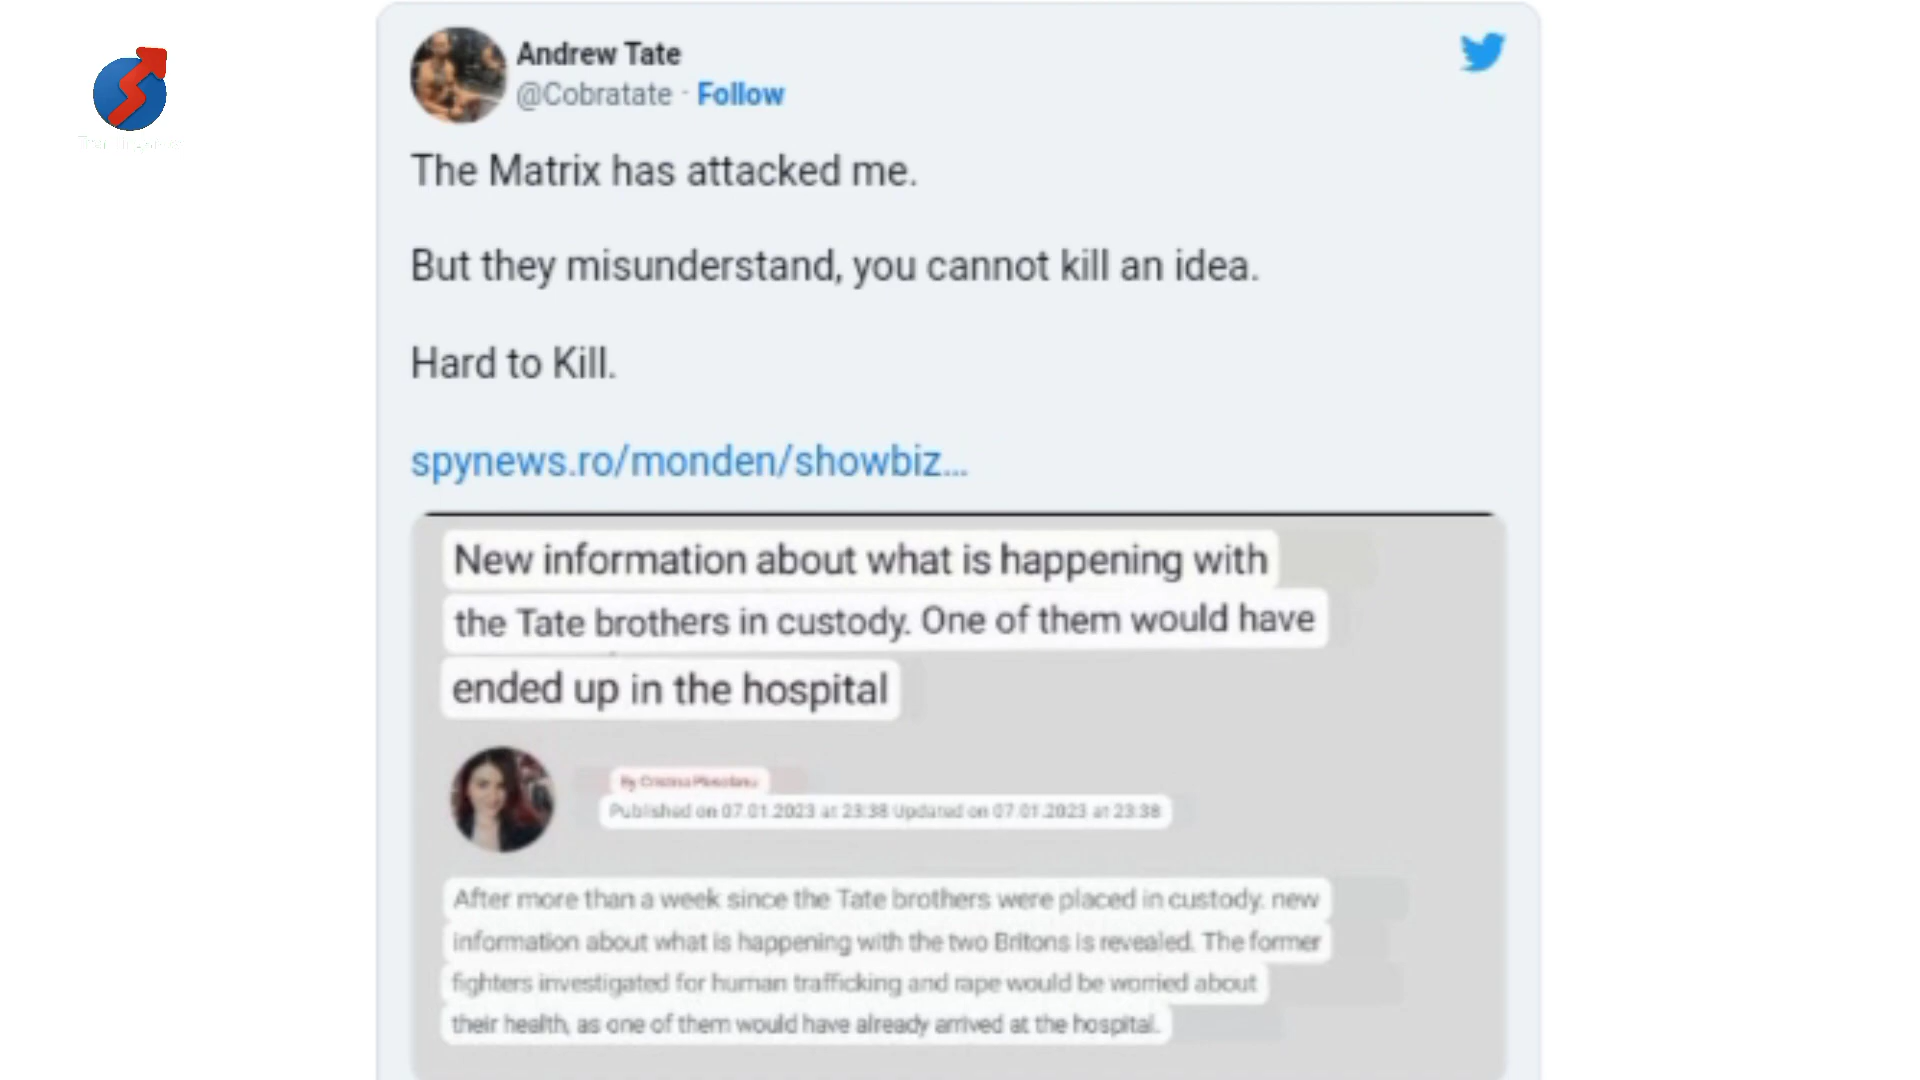 Andrew Tate
@Cobratate · Follow
The Matrix has attacked me.
But they misunderstand, you cannot kill an idea.
Hard to Kill.
spynews.ro/monden/showbiz...
New information about what is happening with
the Tate brothers in custody. One of them would have
ended up in the hospital
By Cristina
Published on 07.01.2023 at 23:38 Updated on 07.01.2023 at 23:38
After more than a week since the Tate brothers were placed in custody. new
information about what is happening with the two Britons is revealed. The former
fighters investigated for human trafficking and rape would be worried about
their health, as one of them would have already arrived at the hospital.